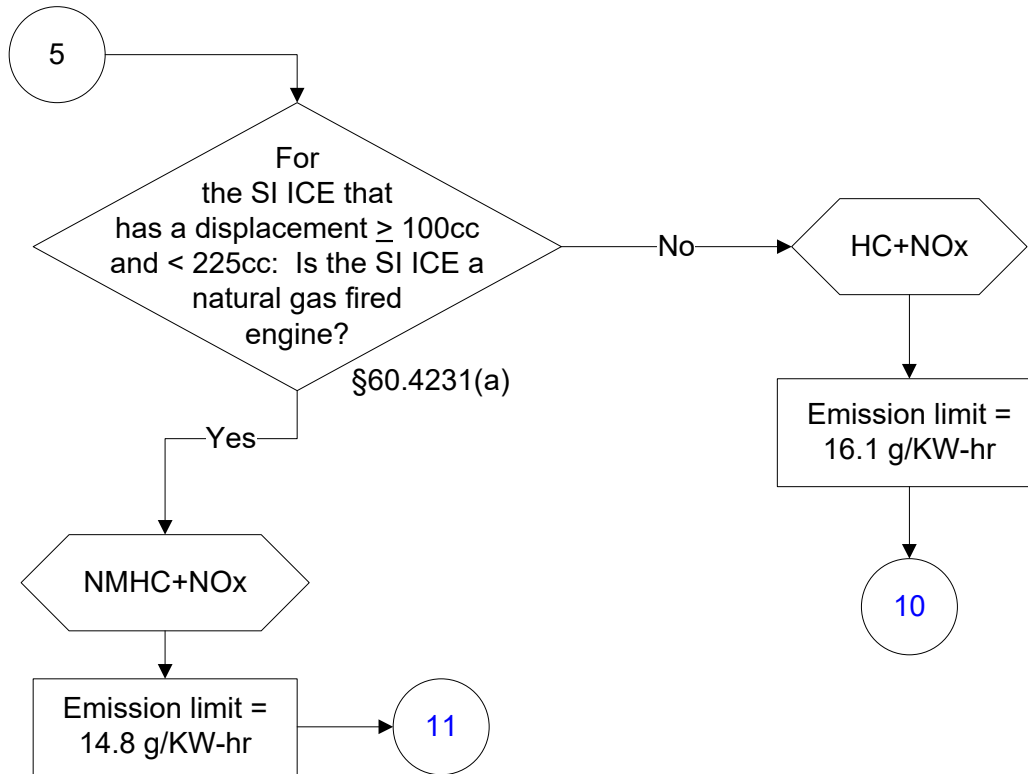 5
For
the SI ICE that
has a displacement ≥ 100cc
and < 225cc:  Is the SI ICE a
natural gas fired
engine?
§60.4231(a)
No
HC+NOx
Emission limit =
16.1 g/KW-hr
10
Yes
NMHC+NOx
Emission limit =
14.8 g/KW-hr
11